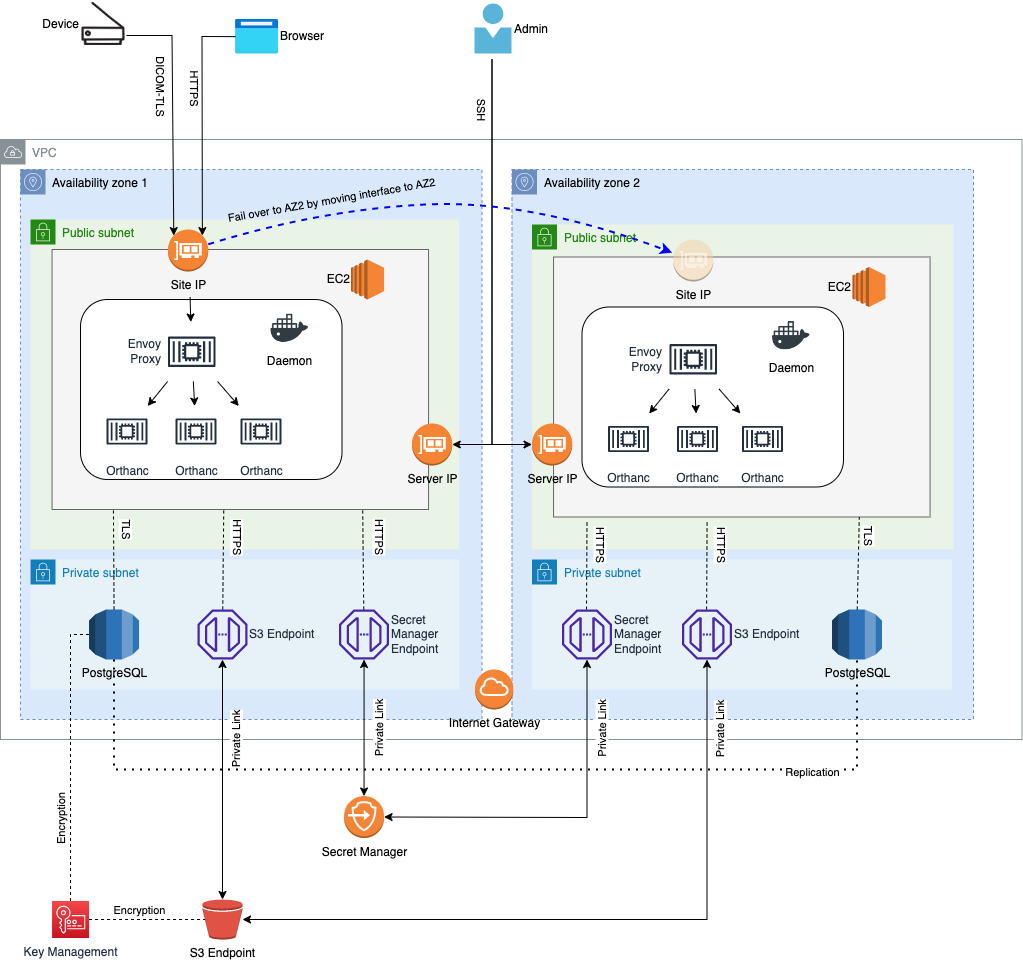 Device
Browser
Admin
DICOM-TLS
HTTPS
SSH
VPC
Availability zone 1
Availability zone 2
Fail over to AZ2 by moving interface to AZ2
Public subnet
Public subnet
Site IP
EC2
Site IP
EC2
Envoy
Proxy
Daemon
Envoy
Proxy
Daemon
Orthanc
Orthanc
Orthanc
Server IP
Server IP
Orthanc
Orthanc
Orthanc
TLS
HTTPS
HTTPS
HTTPS
HTTPS
TLS
Private subnet
Private subnet
PostgreSQL
S3 Endpoint
Secret
Manager
Endpoint
Secret
Manager
Endpoint
S3 Endpoint
PostgreSQL
Internet Gateway
Private Link
Private Link
Private Link
Private Link
Replication
Encryption
Secret Manager
Encryption
Key Management
S3 Endpoint